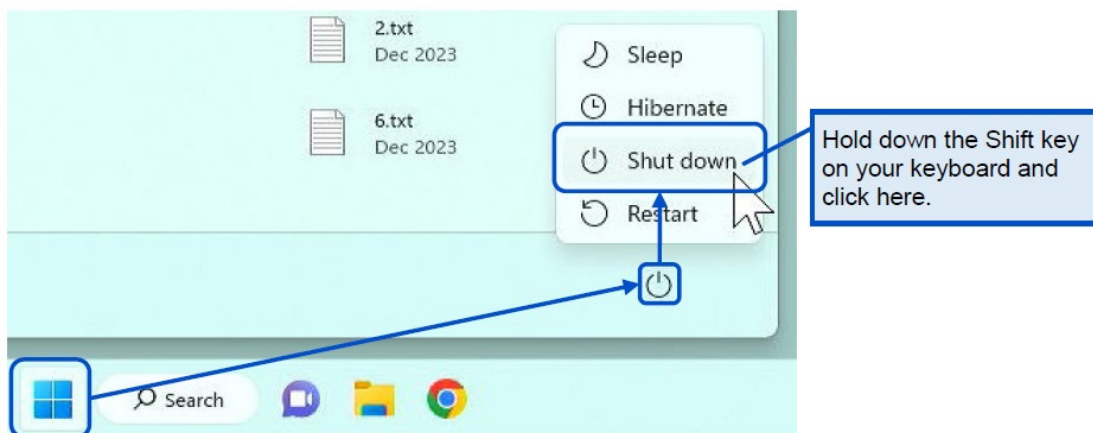 2.txt
Dec 2023
6.txt
Dec 2023
Sleep
Hibernate
Shut down
Restart
Hold down the Shift key
on your keyboard and
click here.
Search